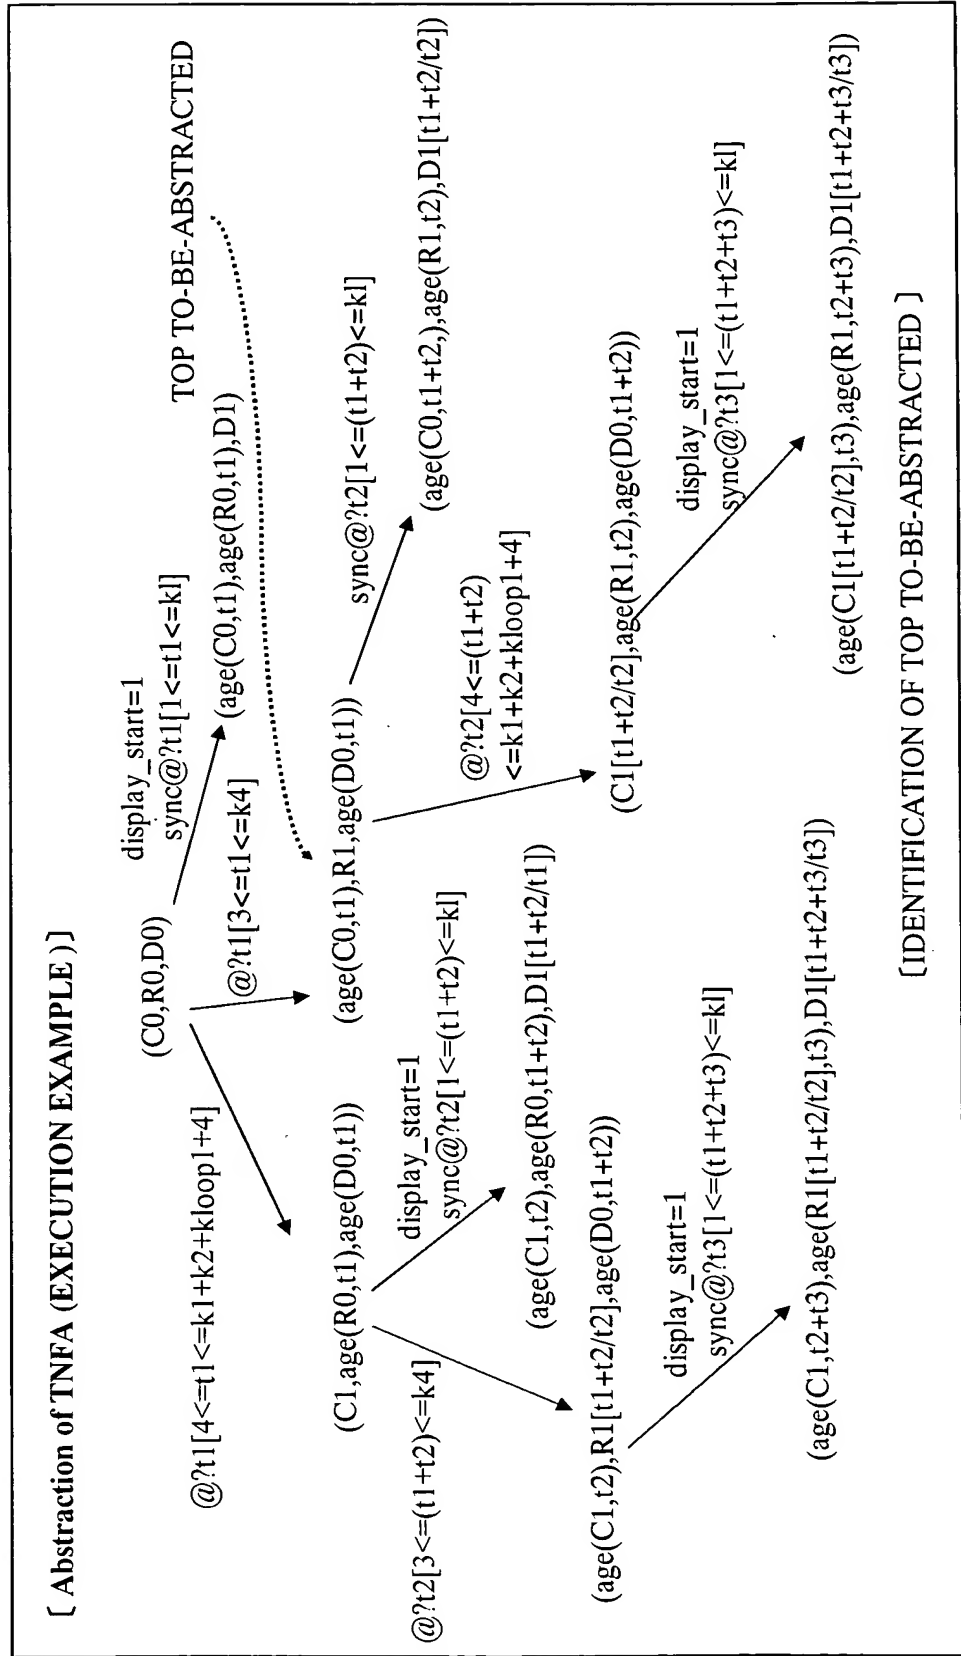 [ Abstraction of TNFA (EXECUTION EXAMPLE )]
(C0,R0,D0)
display_start=1
sync@?t1[1<=t1<=kl]
TOP TO-BE-ABSTRACTED
(age(C0,t1),age(R0,t1),D1)
@?t1[4<=t1<=k1+k2+kloop1+4]
@?t1[3<=t1<=k4]
(C1,age(R0,t1),age(D0,t1))
(age(C0,t1),R1,age(D0,t1))
sync@?t2[1<=(t1+t2)<=kl]
(age(C0,t1+t2,),age(R1,t2),D1[t1+t2/t2])
@?t2[3<=(t1+t2)<=k4]
display_start=1
sync@?t2[1<=(t1+t2)<=kl]
@?t2[4<=(t1+t2)
<=k1+k2+kloop1+4]
(age(C1,t2),age(R0,t1+t2),D1[t1+t2/t1])
(age(C1,t2),R1[t1+t2/t2],age(D0,t1+t2))
(C1[t1+t2/t2],age(R1,t2),age(D0,t1+t2))
display_start=1
sync@?t3[1<=(t1+t2+t3)<=kl]
display_start=1
sync@?t3[1<=(t1+t2+t3)<=kl]
(age(C1,t2+t3),age(R1[t1+t2/t2],t3),D1[t1+t2+t3/t3])
(age(C1[t1+t2/t2],t3),age(R1,t2+t3),D1[t1+t2+t3/t3])
[IDENTIFICATION OF TOP TO-BE-ABSTRACTED ]